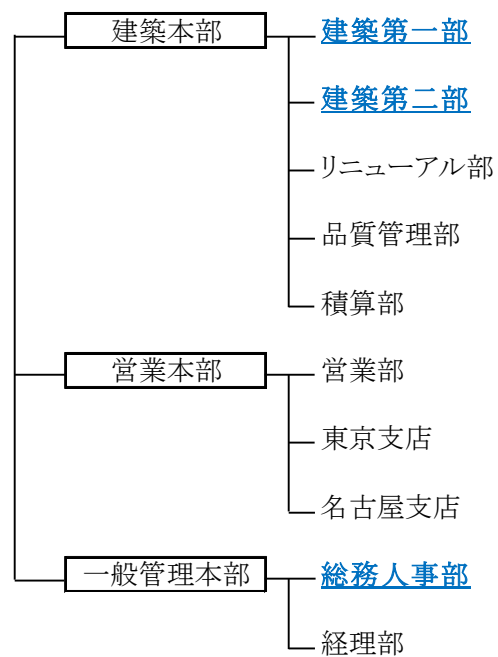 建築本部
建築第一部
建築第二部
リニューアル部
品質管理部
積算部
営業本部
営業部
東京支店
名古屋支店
一般管理本部
総務人事部
経理部